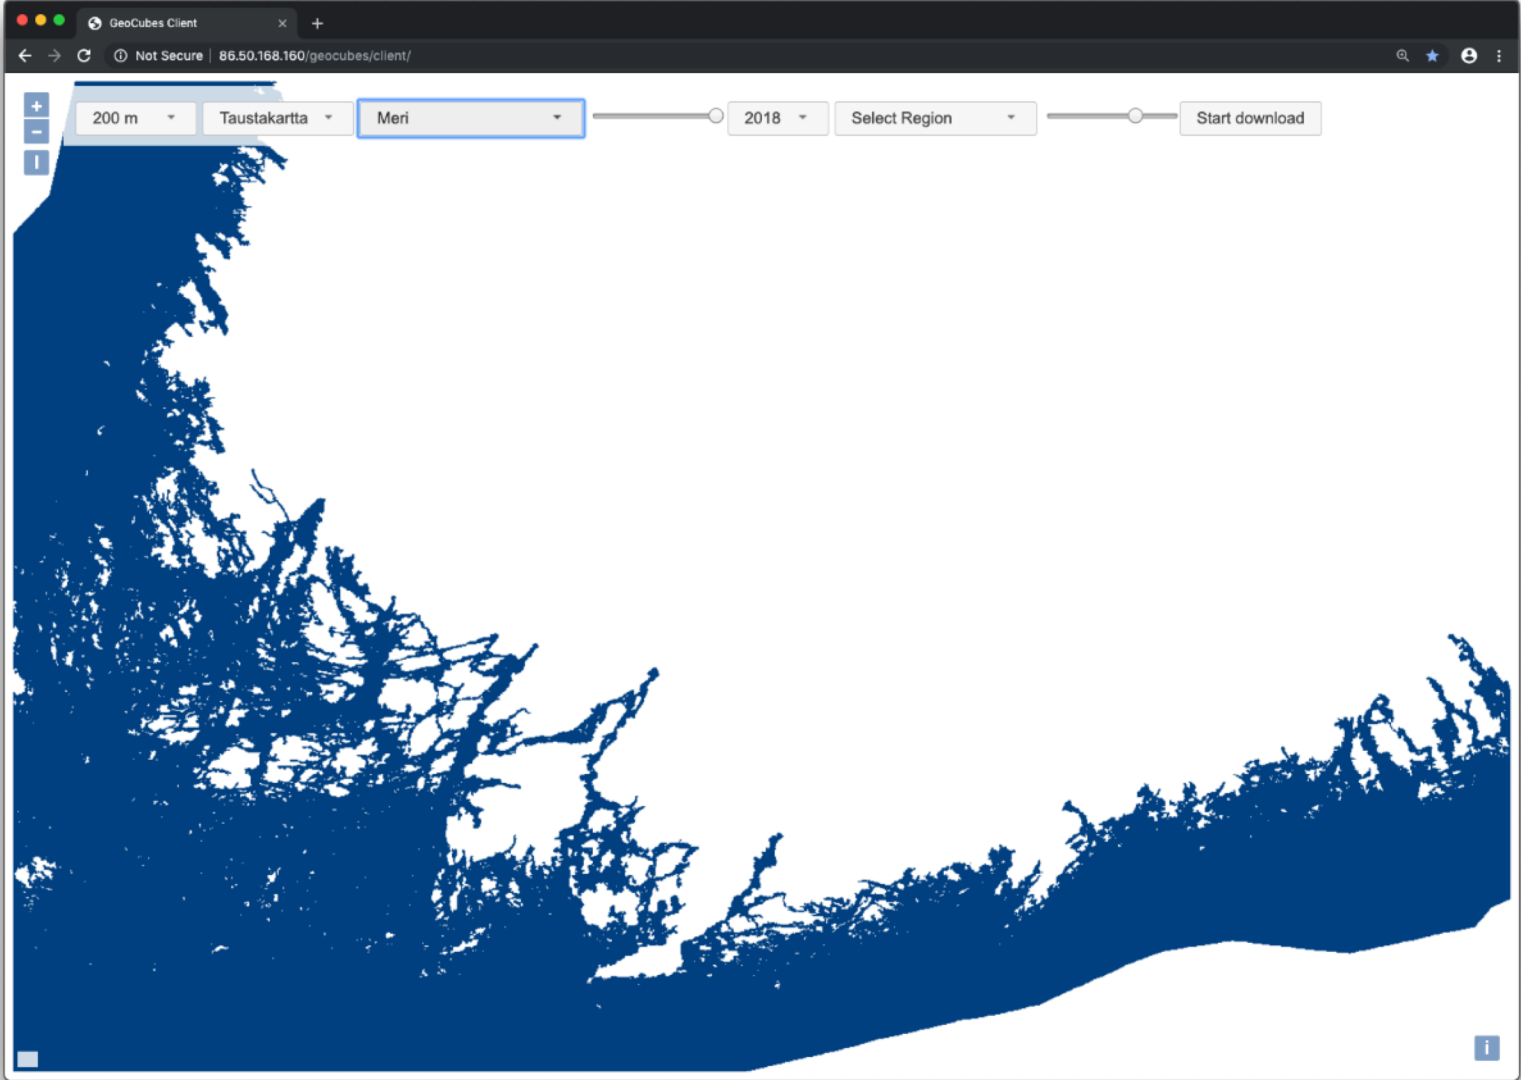 GeoCubes Client
Not Secure | 86.50.168.160/geocubes/client/
+
200 m Taustakartta Meri 2018 Select Region Start download
−
I
i